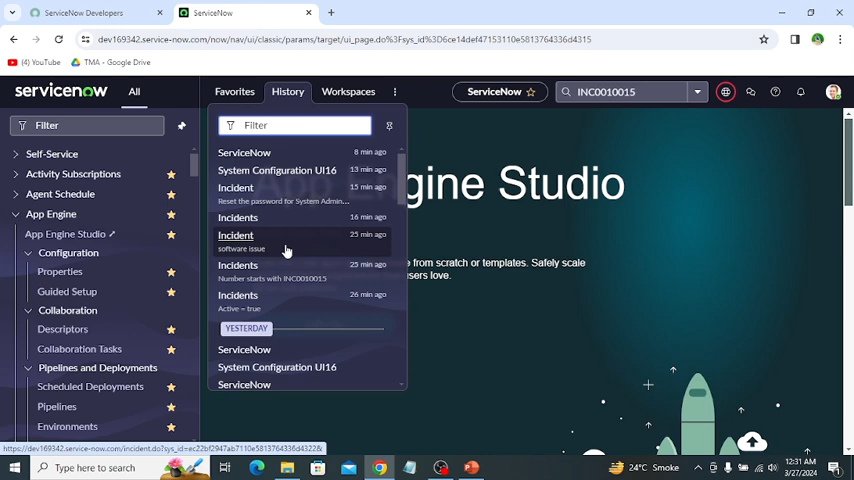 ServiceNow Developers
ServiceNow
dev169342.service-now.com/now/nav/ui/classic/params/target/ui_page.do%3Fsys_id%3D6ce14def47153110e5813764336d4315
(4) YouTube
TMA - Google Drive
servicenow
All
Favorites
History
Workspaces
ServiceNow
INC0010015
Filter
Self-Service
Activity Subscriptions
Agent Schedule
App Engine
App Engine Studio
Configuration
Properties
Guided Setup
Collaboration
Descriptors
Collaboration Tasks
Pipelines and Deployments
Scheduled Deployments
Pipelines
Environments
Filter
ServiceNow 8 min ago
System Configuration UI16 13 min ago
Incident 15 min ago
Reset the password for System Admin...
Incidents 16 min ago
Incident 25 min ago
software issue
Incidents 25 min ago
Number starts with INC0010015
Incidents 26 min ago
Active = true
YESTERDAY
ServiceNow
System Configuration UI16
ServiceNow
App Engine Studio
from scratch or templates. Safely scale
users love.
https://dev169342.service-now.com/incident.do?sys_id=ec22bf2947ab7110e5813764336d4322&
Type here to search
24°C Smoke
12:31 AM
3/27/2024